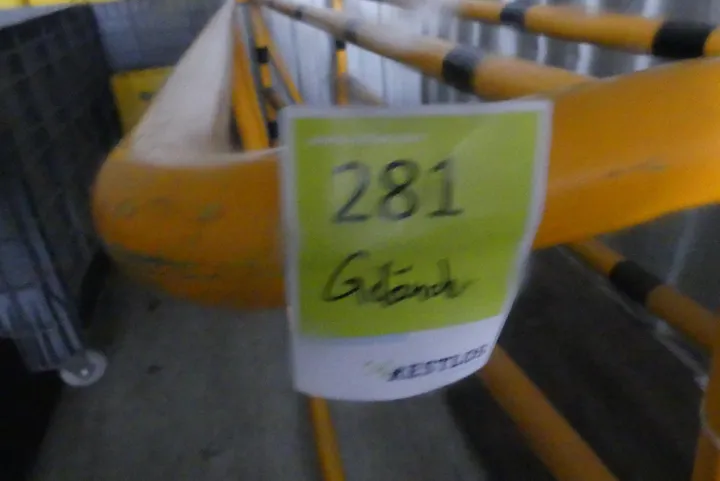 281
Geländer
RESTLOS